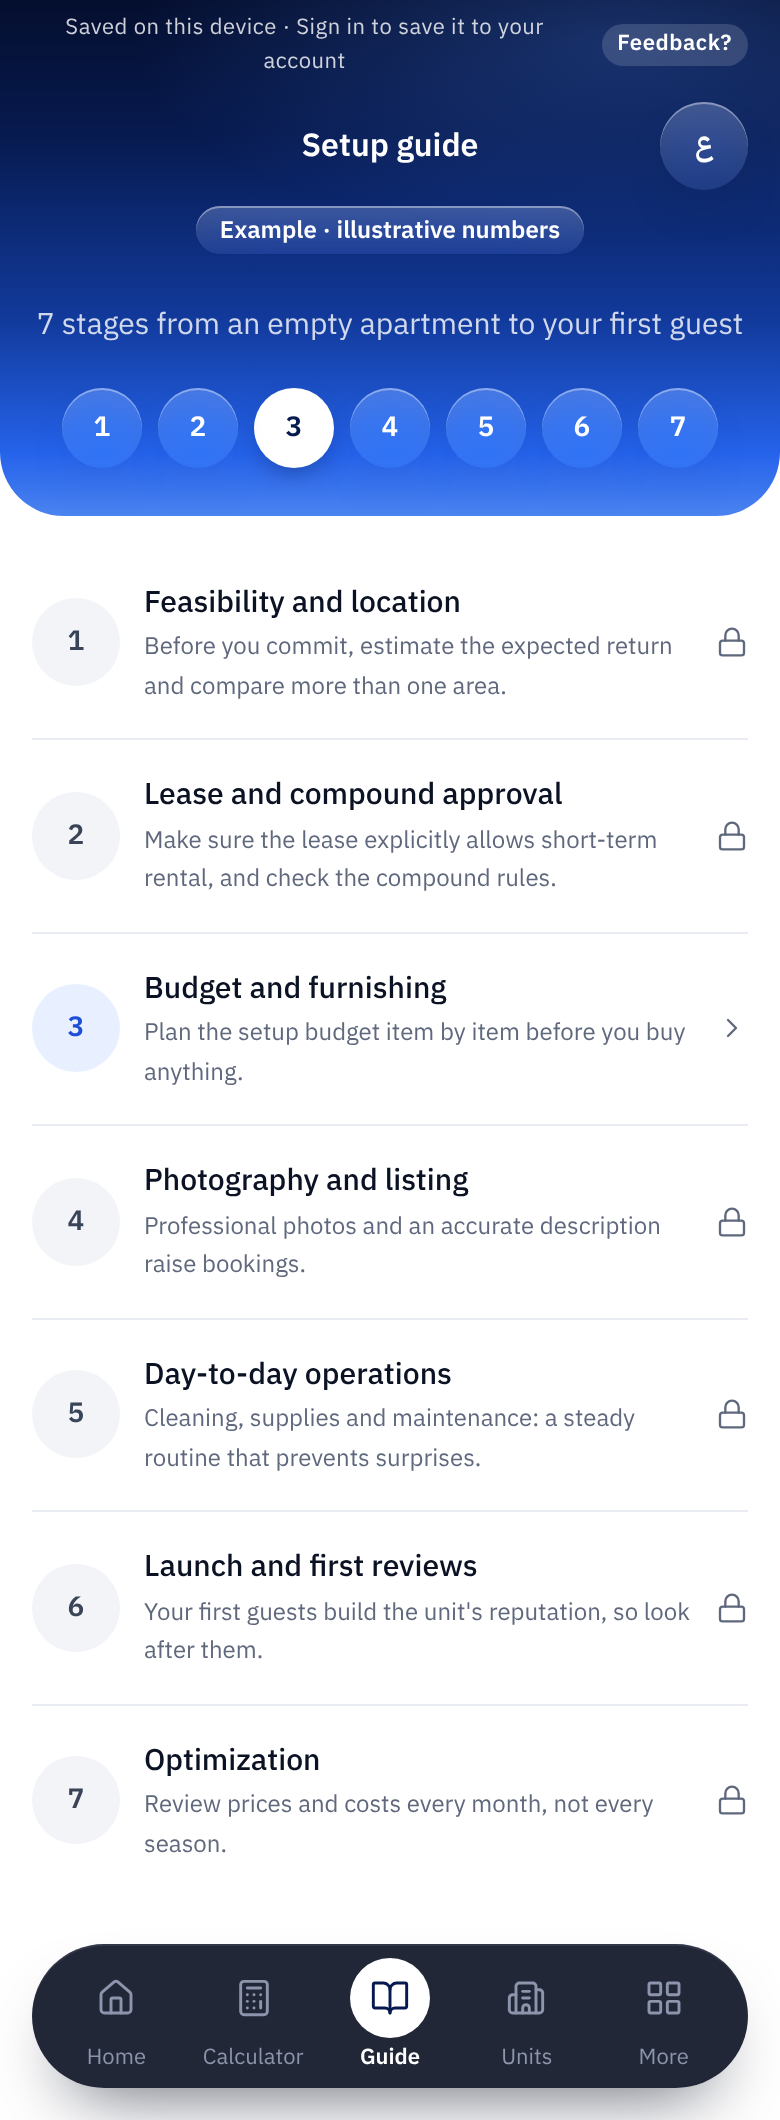 Saved on this device · Sign in to save it to your
account
Feedback?
Setup guide
ع
Example · illustrative numbers
7 stages from an empty apartment to your first guest
1 2 3 4 5 6 7
1
Feasibility and location
Before you commit, estimate the expected return
and compare more than one area.
2
Lease and compound approval
Make sure the lease explicitly allows short-term
rental, and check the compound rules.
3
Budget and furnishing
Plan the setup budget item by item before you buy
anything.
4
Photography and listing
Professional photos and an accurate description
raise bookings.
5
Day-to-day operations
Cleaning, supplies and maintenance: a steady
routine that prevents surprises.
6
Launch and first reviews
Your first guests build the unit's reputation, so look
after them.
7
Optimization
Review prices and costs every month, not every
season.
Home Calculator Guide Units More